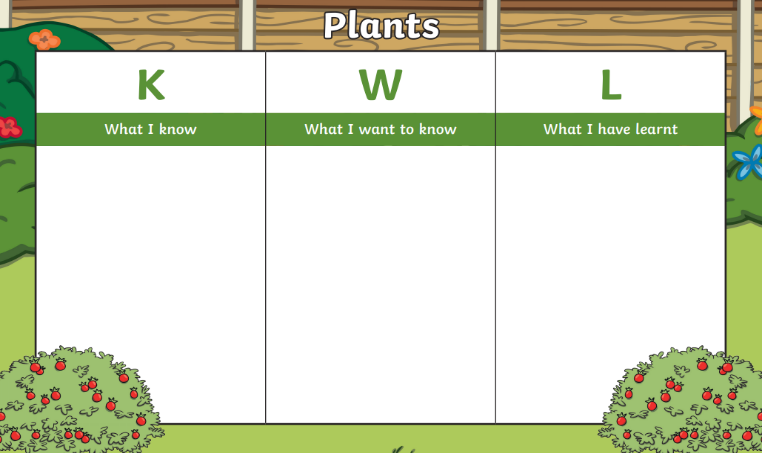 Plants
K
W
L
What I know
What I want to know
What I have learnt